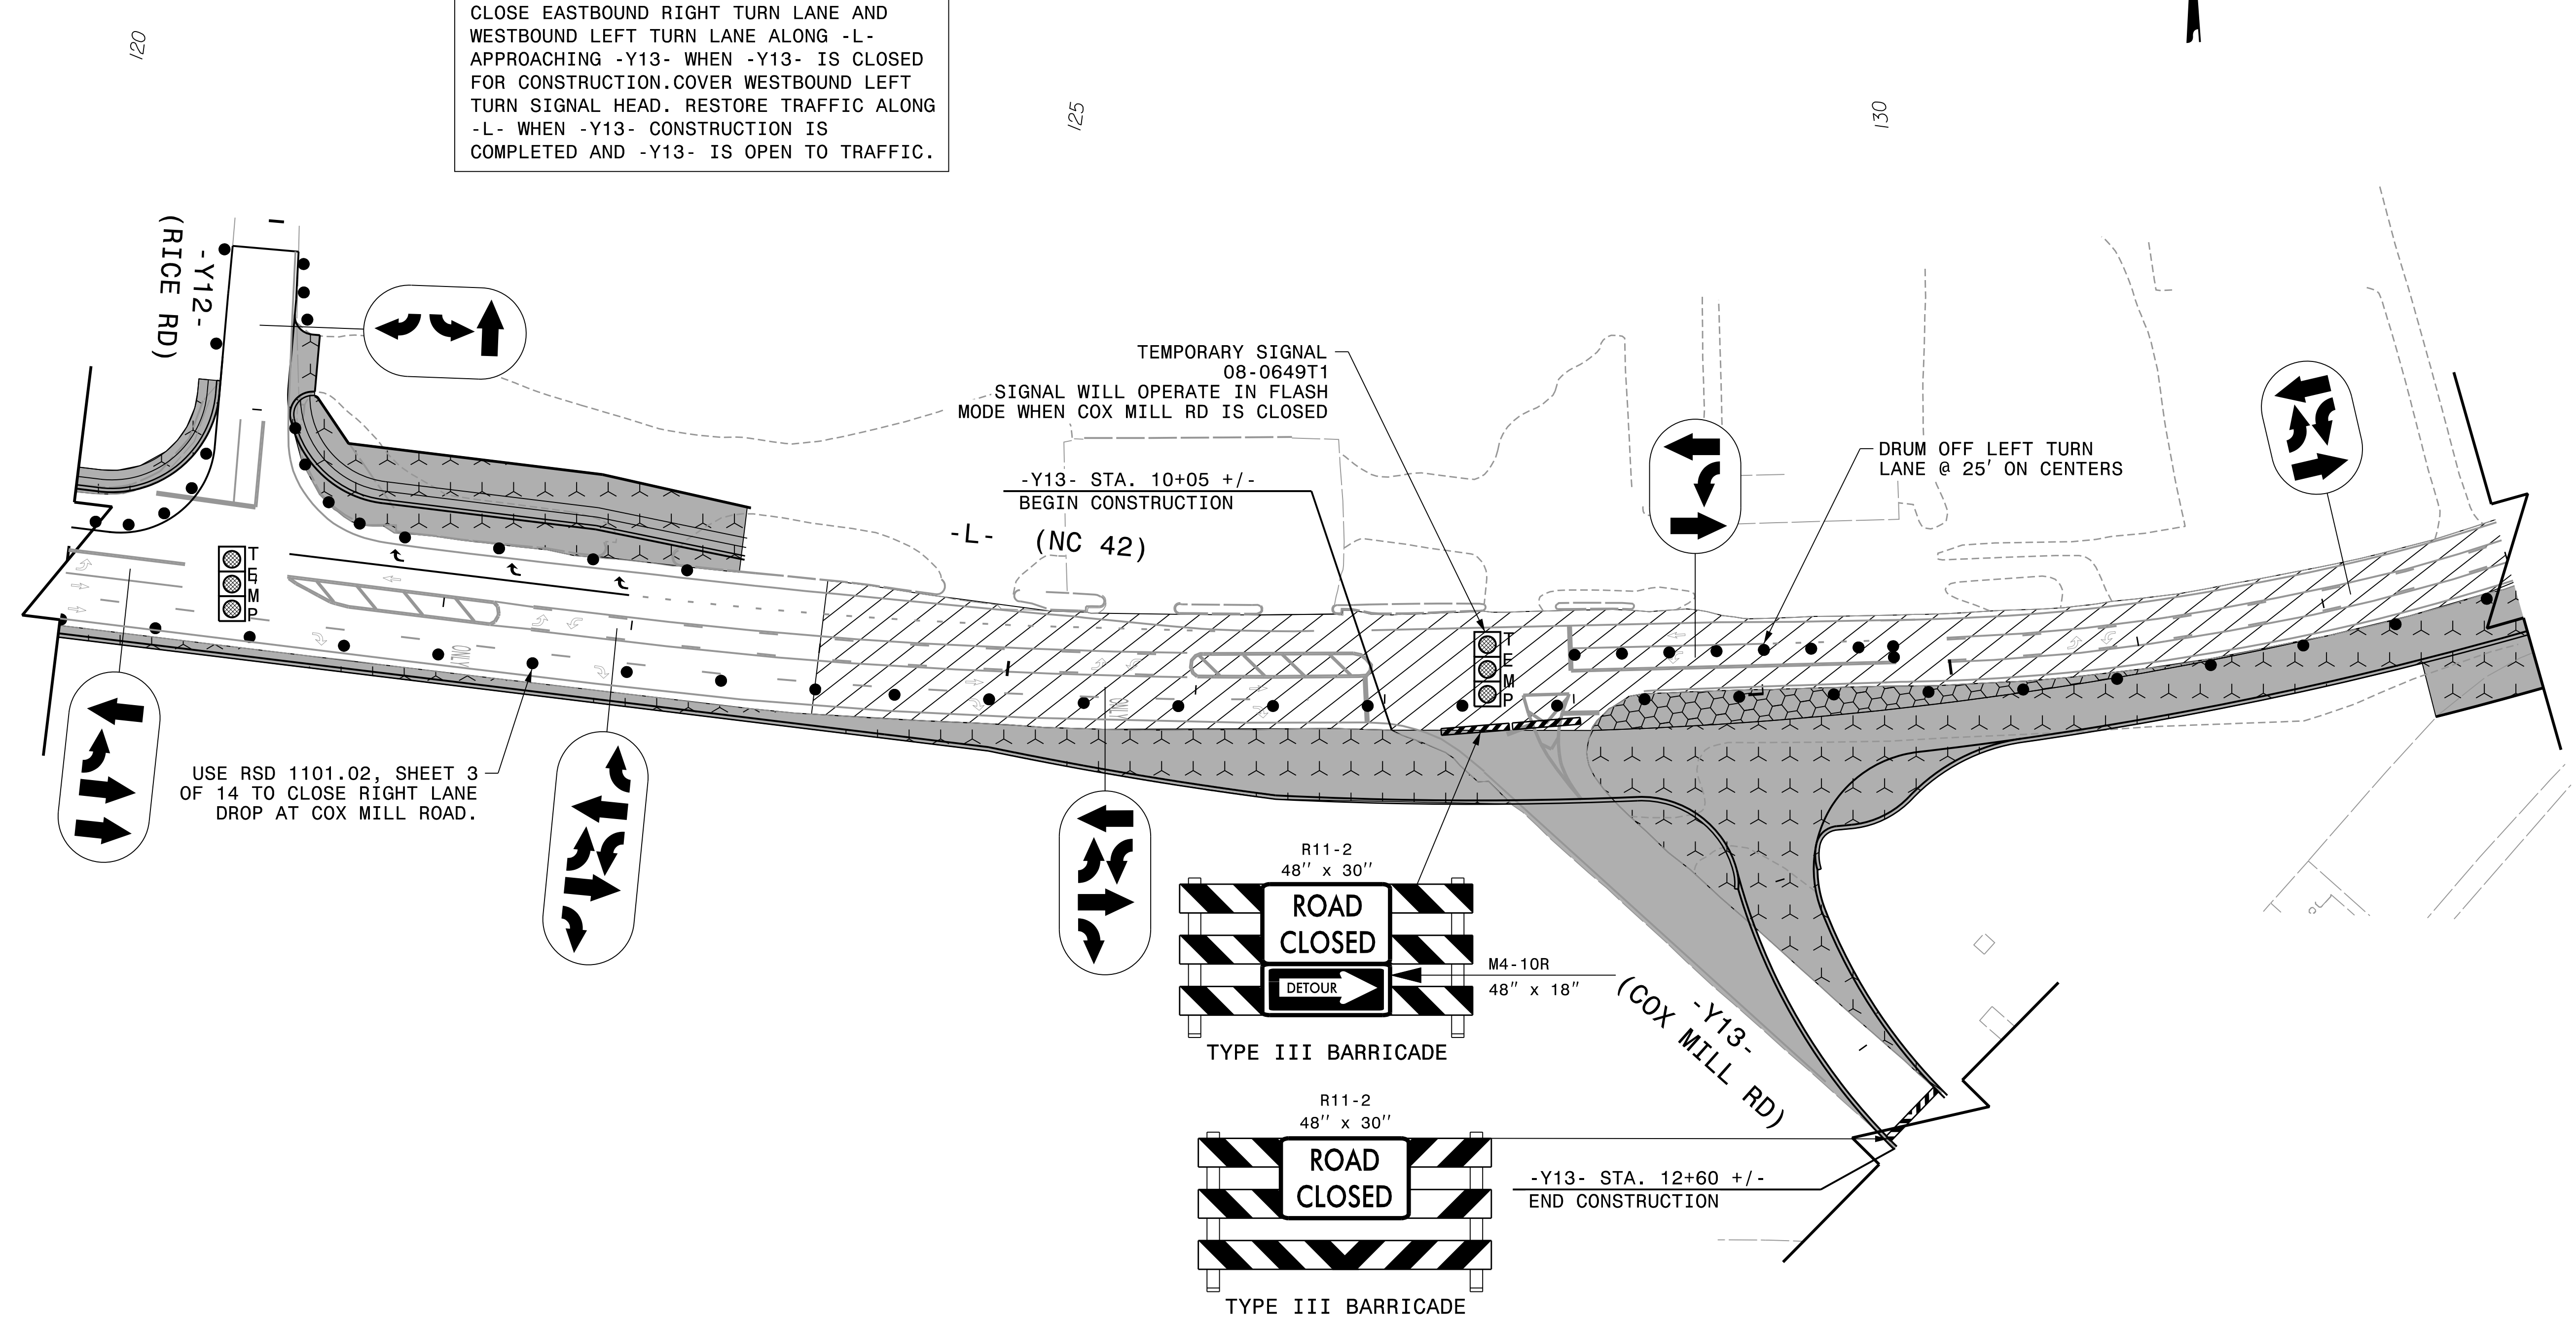 CLOSE EASTBOUND RIGHT TURN LANE AND
WESTBOUND LEFT TURN LANE ALONG -L-
APPROACHING -Y13- WHEN -Y13- IS CLOSED
FOR CONSTRUCTION.COVER WESTBOUND LEFT
TURN SIGNAL HEAD. RESTORE TRAFFIC ALONG
-L- WHEN -Y13- CONSTRUCTION IS
COMPLETED AND -Y13- IS OPEN TO TRAFFIC.
120
125
130
-Y12-
(RICE RD)
TEMPORARY SIGNAL
08-0649T1
SIGNAL WILL OPERATE IN FLASH
MODE WHEN COX MILL RD IS CLOSED
-Y13- STA. 10+05 +/-
BEGIN CONSTRUCTION
-L- (NC 42)
DRUM OFF LEFT TURN
LANE @ 25' ON CENTERS
TEMP
TEMP
ONLY
ONLY
USE RSD 1101.02, SHEET 3
OF 14 TO CLOSE RIGHT LANE
DROP AT COX MILL ROAD.
R11-2
48'' x 30''
ROAD
CLOSED
DETOUR
M4-10R
48" x 18"
TYPE III BARRICADE
-Y13-
(COX MILL RD)
R11-2
48'' x 30''
ROAD
CLOSED
TYPE III BARRICADE
-Y13- STA. 12+60 +/-
END CONSTRUCTION